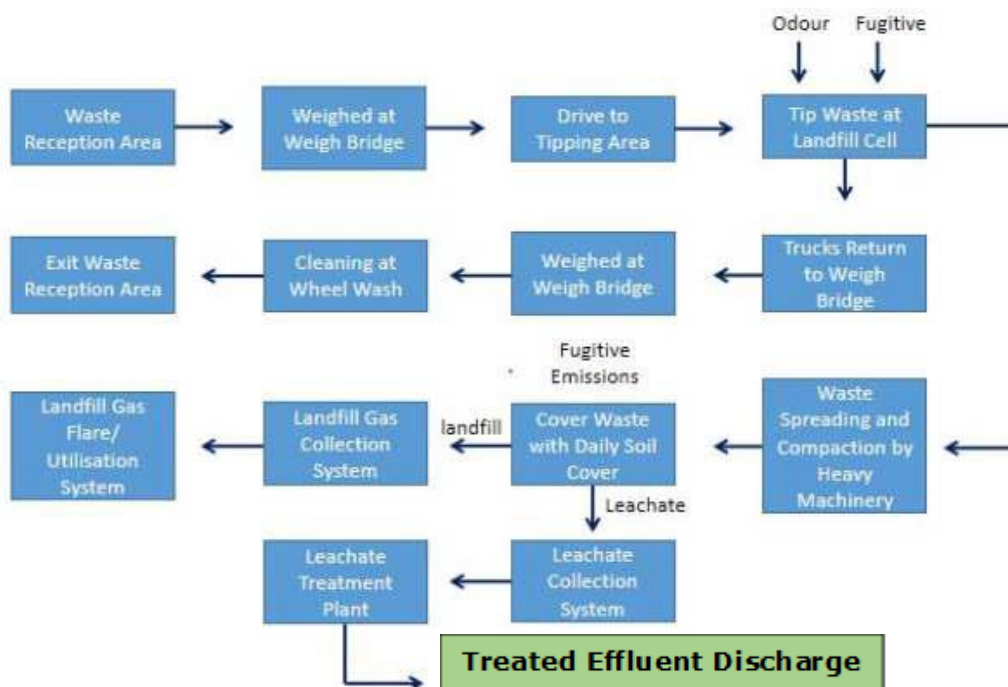 Odour
Fugitive
Waste
Reception Area
Weighed at
Weigh Bridge
Drive to
Tipping Area
Tip Waste at
Landfill Cell
Exit Waste
Reception Area
Cleaning at
Wheel Wash
Weighed at
Weigh Bridge
Trucks Return
to Weigh
Bridge
Fugitive
Emissions
Landfill Gas
Flare/
Utilisation
System
Landfill Gas
Collection
System
landfill
Cover Waste
with Daily Soil
Cover
Waste
Spreading and
Compaction by
Heavy
Machinery
Leachate
Leachate
Treatment
Plant
Leachate
Collection
System
Treated Effluent Discharge